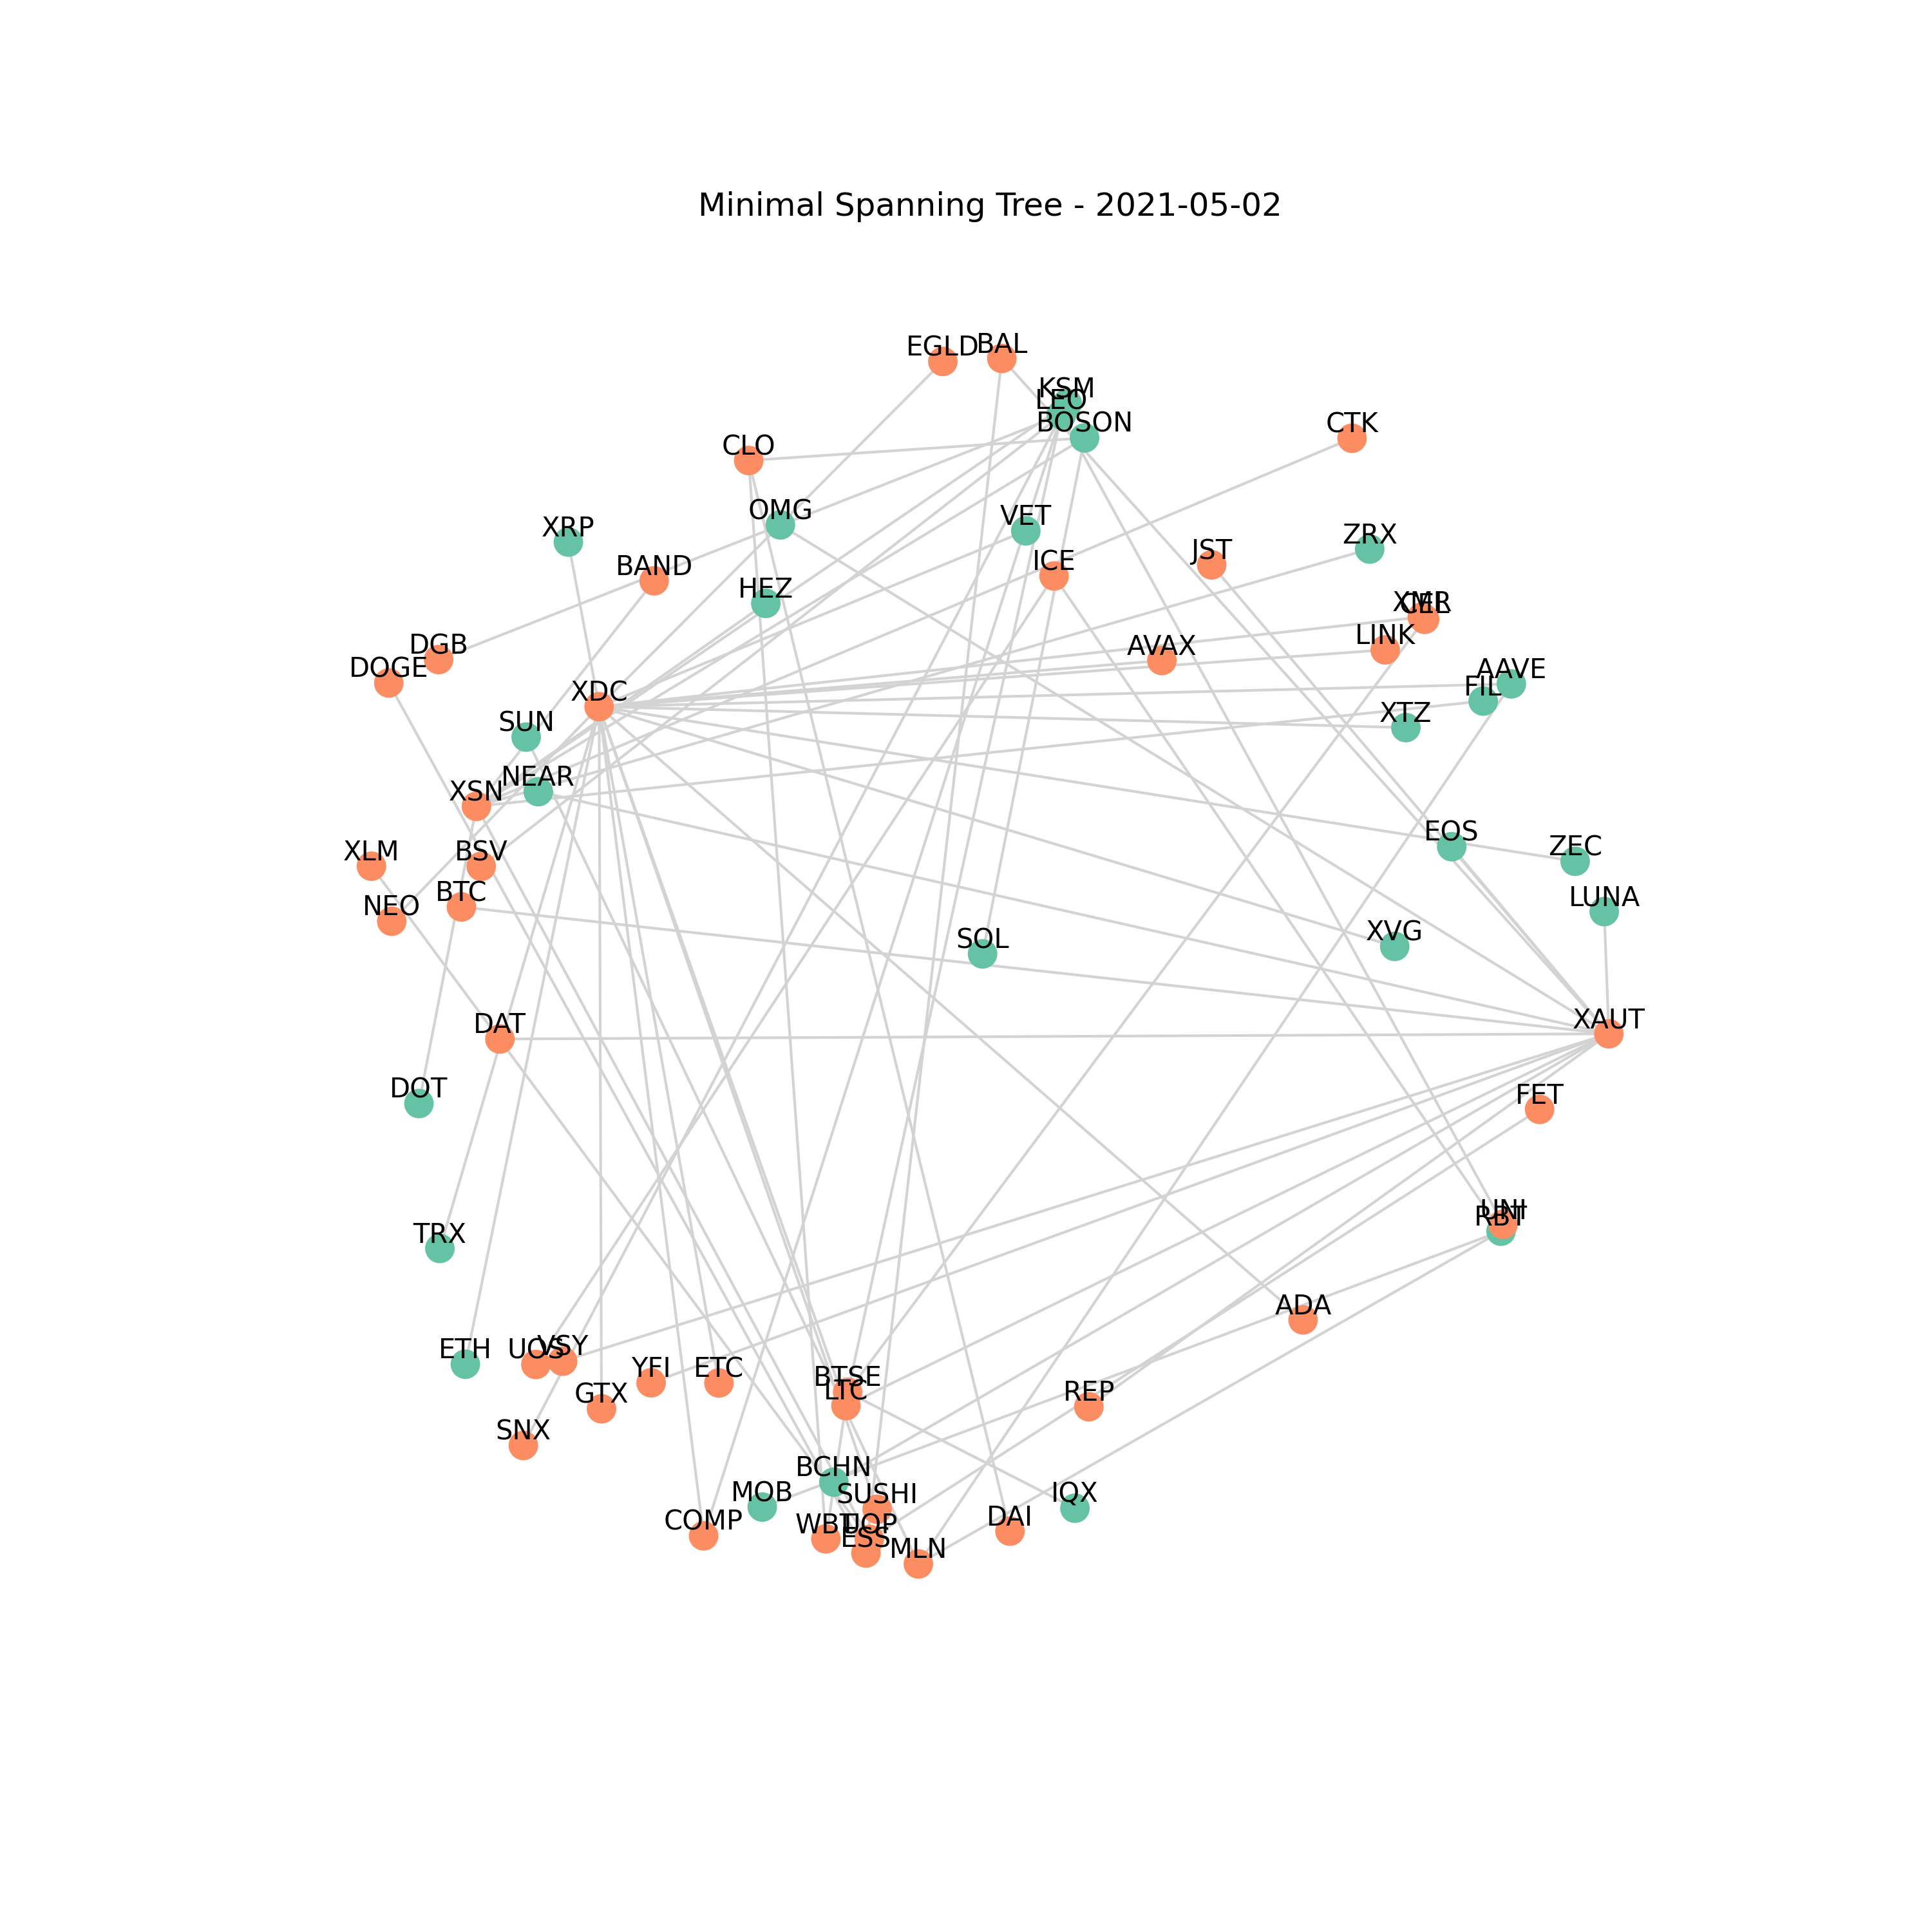 Minimal Spanning Tree - 2021-05-02
EGLD
BAL
KSM
LEO
BOSON
CTK
CLO
OMG
VET
XRP
ZRX
JST
ICE
BAND
HEZ
XMR
CEL
LINK
DGB
AVAX
DOGE
AAVE
FIL
XDC
XTZ
SUN
NEAR
XSN
EOS
ZEC
XLM
BSV
BTC
LUNA
NEO
XVG
SOL
XAUT
DAT
DOT
FET
UNI
RBT
TRX
ADA
ETH
UOS
VSY
YFI
ETC
BTSE
LTC
REP
GTX
SNX
BCHN
MOB
SUSHI
IQX
COMP
WBT
UOP
DAI
ESS
MLN